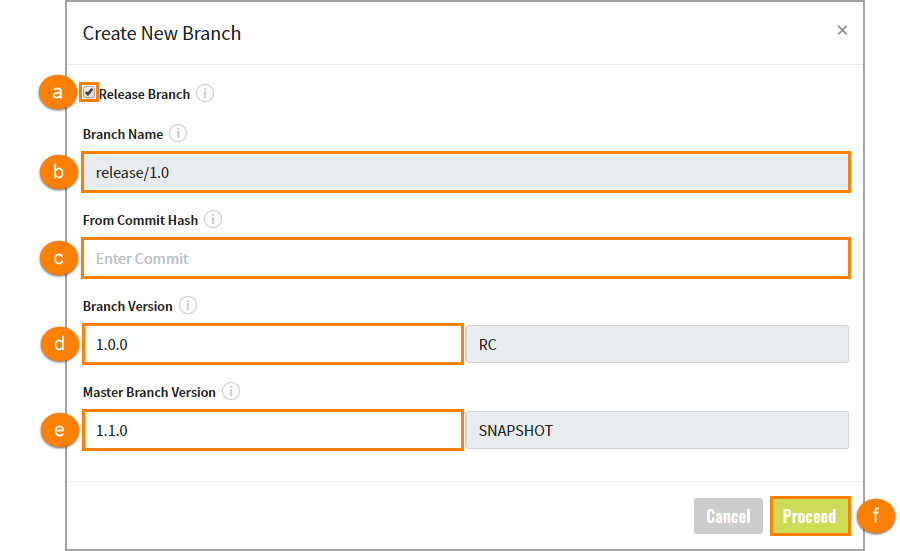 Create New Branch ×
a Release Branch i
Branch Name i
b release/1.0
From Commit Hash i
c Enter Commit
Branch Version i
d 1.0.0 RC
Master Branch Version i
e 1.1.0 SNAPSHOT
Cancel Proceed f